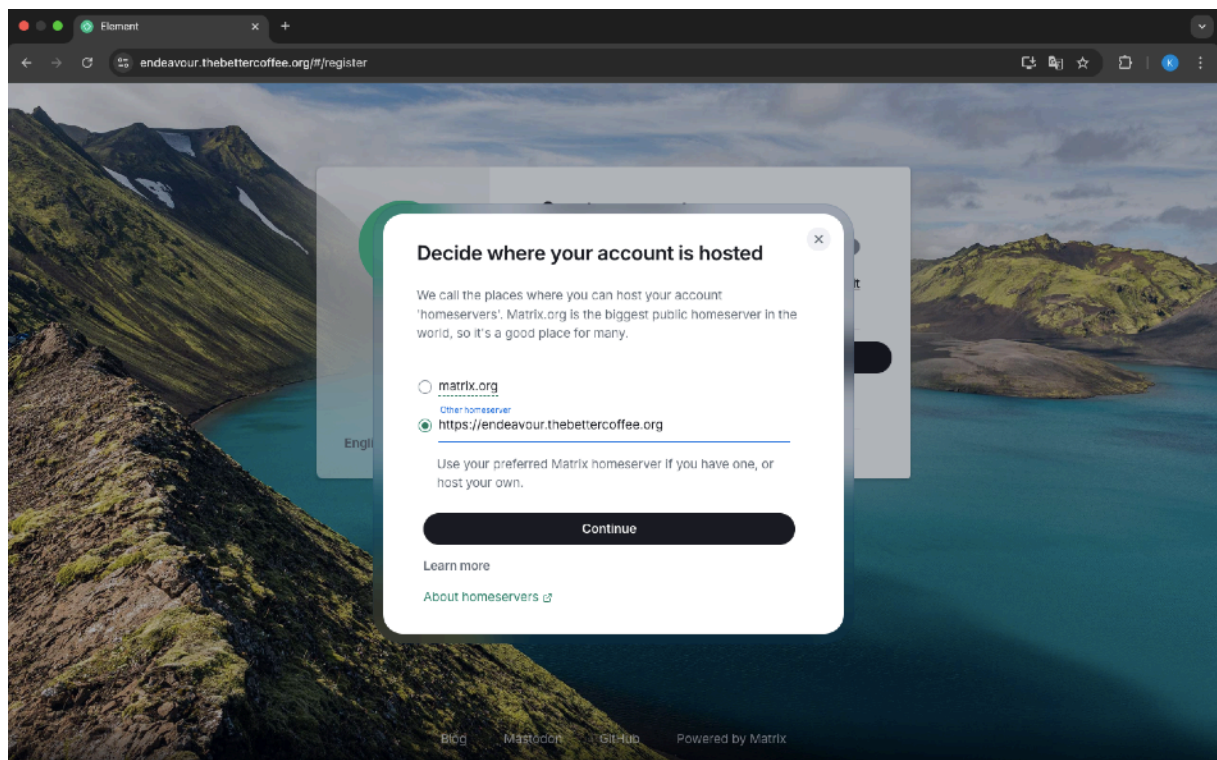 Element
endeavour.thebettercoffee.org/#/register
K
Decide where your account is hosted
We call the places where you can host your account
'homeservers'. Matrix.org is the biggest public homeserver in the
world, so it's a good place for many.
matrix.org
Other homeserver
https://endeavour.thebettercoffee.org
Engli
Use your preferred Matrix homeserver if you have one, or
host your own.
Continue
Learn more
About homeservers
Blog Mastodon GitHub Powered by Matrix